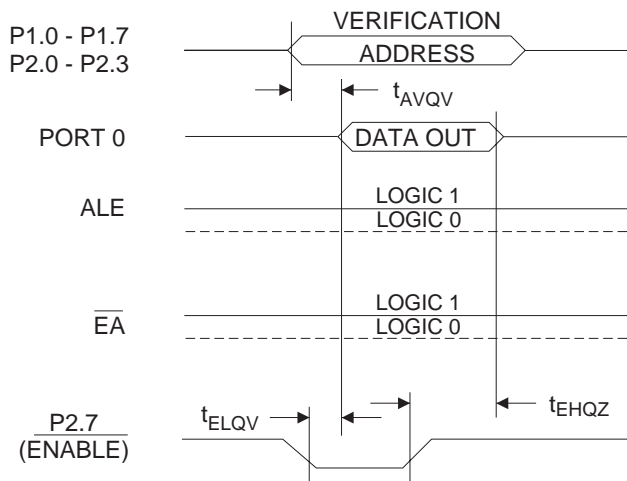 VERIFICATION
P1.0 - P1.7
P2.0 - P2.3
ADDRESS
tAVQV
PORT 0
DATA OUT
ALE
LOGIC 1
LOGIC 0
EA
LOGIC 1
LOGIC 0
tELQV
tEHQZ
P2.7
(ENABLE)